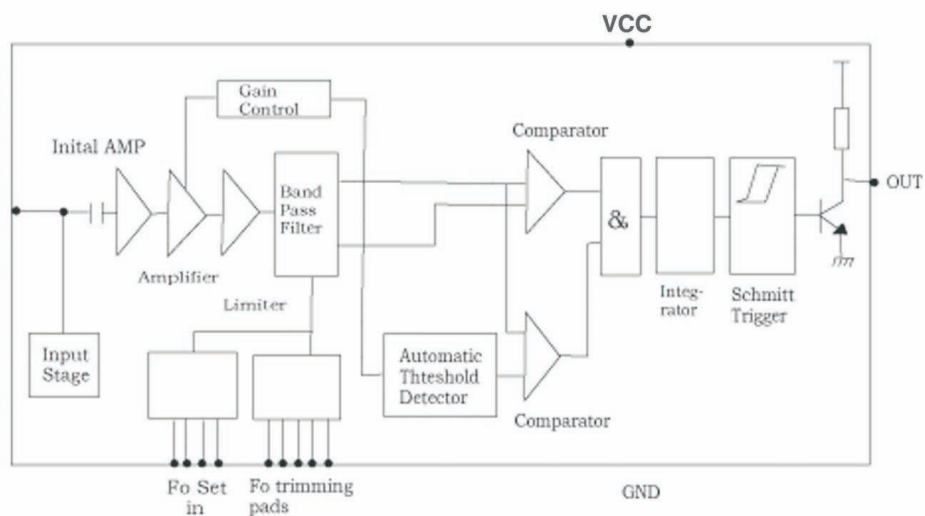 VCC
Gain
Control
Comparator
Inital AMP
Band
Pass
Filter
&
OUT
Amplifier
Limiter
Integ-
rator
Schmitt
Trigger
Input
Stage
Automatic
Thteshold
Detector
Comparator
Fo Set
in
Fo trimming
pads
GND